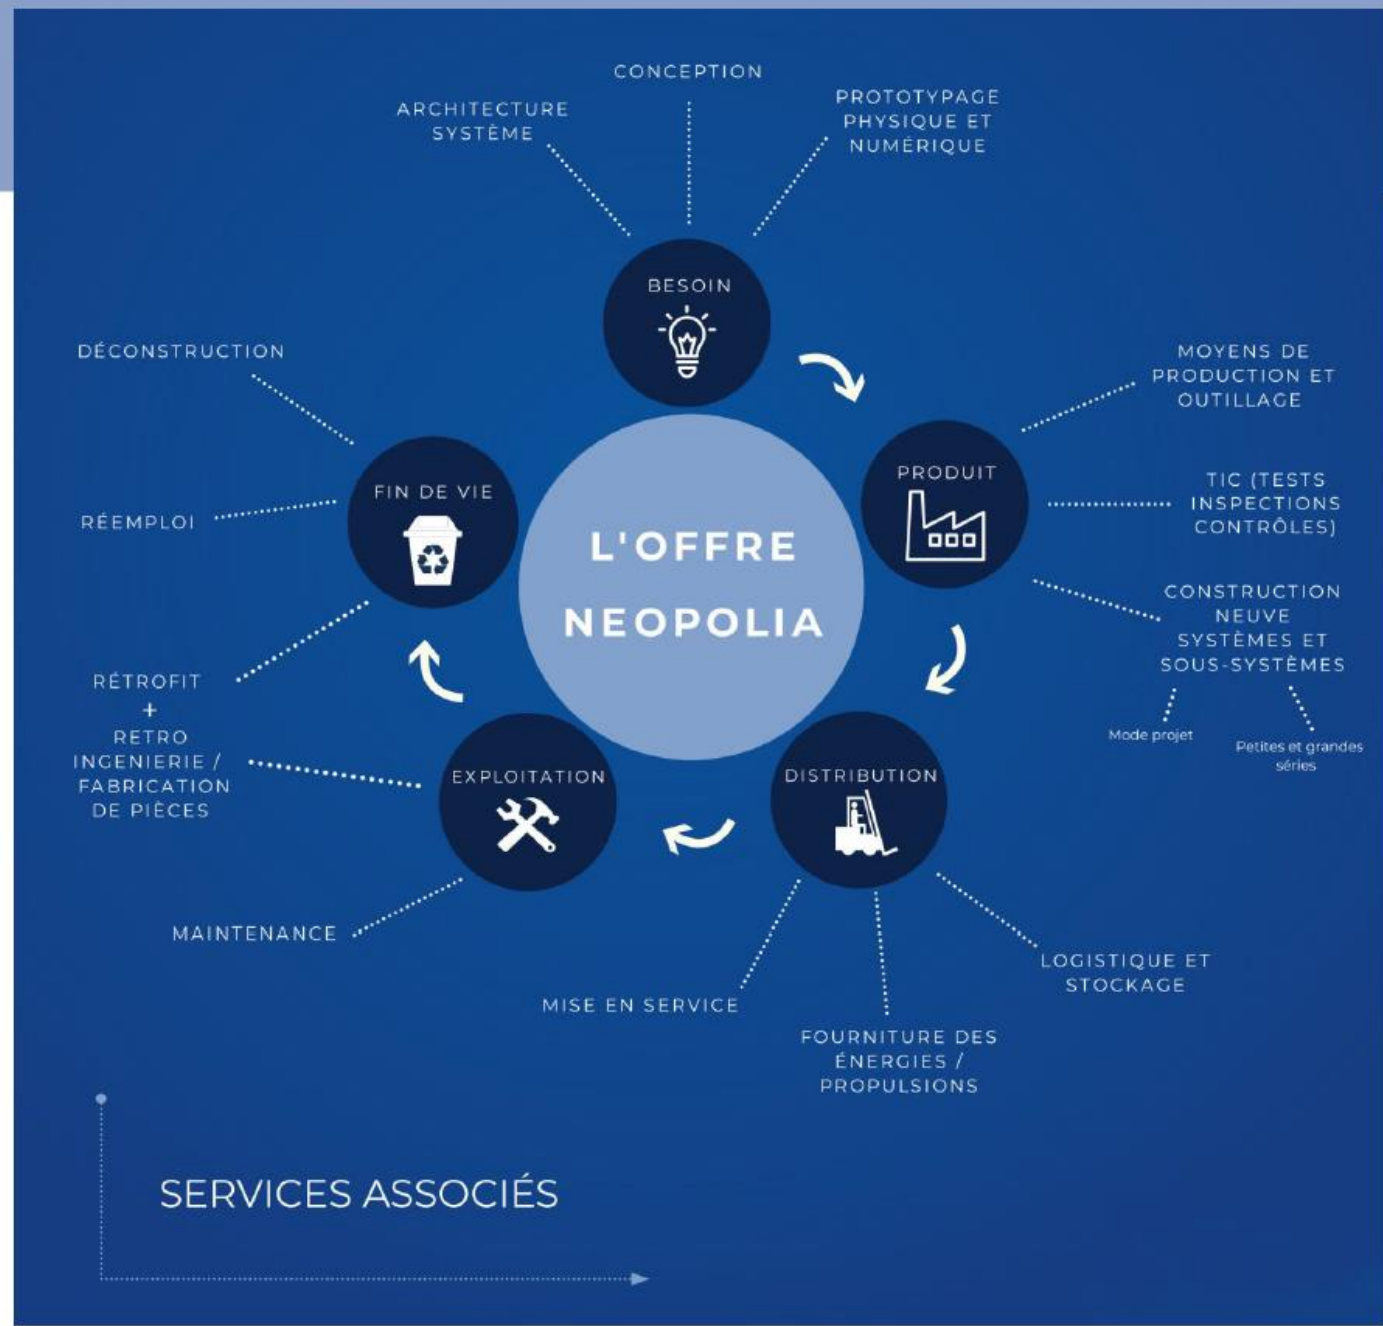 CONCEPTION
ARCHITECTURE
SYSTÈME
PROTOTYPAGE
PHYSIQUE ET
NUMÉRIQUE
BESOIN
DÉCONSTRUCTION
RÉEMPLOI
FIN DE VIE
L'OFFRE
NEOPOLIA
PRODUIT
MOYENS DE
PRODUCTION ET
OUTILLAGE
TIC (TESTS
INSPECTIONS
CONTRÔLES)
CONSTRUCTION
NEUVE
SYSTÈMES ET
SOUS-SYSTÈMES
Mode projet
Petites et grandes
séries
RÉTROFIT
+
RETRO
INGENIERIE /
FABRICATION
DE PIÈCES
EXPLOITATION
DISTRIBUTION
MAINTENANCE
MISE EN SERVICE
FOURNITURE DES
ÉNERGIES /
PROPULSIONS
LOGISTIQUE ET
STOCKAGE
SERVICES ASSOCIÉS